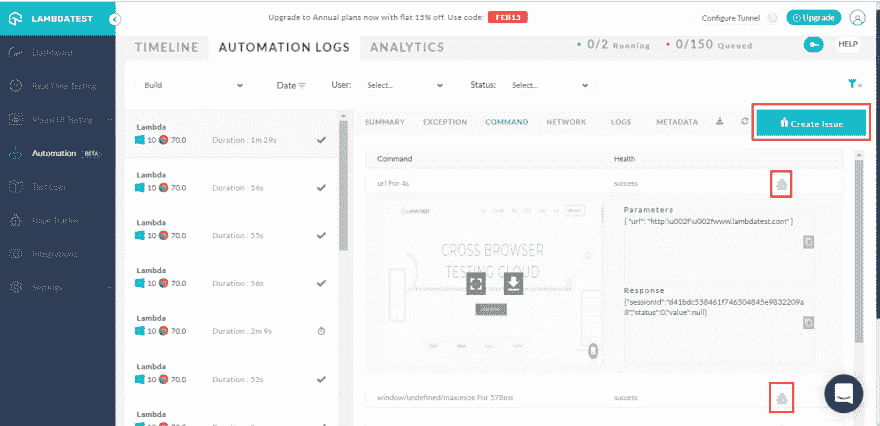 LAMBDATEST
Upgrade to Annual plans now with flat 15% off. Use code: FEB15
Configure Tunnel
Upgrade
TIMELINE AUTOMATION LOGS ANALYTICS
0/2 Running
0/150 Queued
HELP
Dashboard
Real Time Testing
Visual UI Testing
Automation BETA
Test Logs
Issue Tracker
Integrations
Settings
Build
Date
User: Select...
Status: Select...
SUMMARY EXCEPTION COMMAND NETWORK LOGS METADATA
Create Issue
Lambda
10 70.0 Duration : 1m 29s
Lambda
10 70.0 Duration : 56s
Lambda
10 70.0 Duration : 55s
Lambda
10 70.0 Duration : 56s
Lambda
10 70.0 Duration : 2m 9s
Lambda
10 70.0 Duration : 53s
Lambda
10 70.0
Command Health
url For 4s success
CROSS BROWSER
TESTING CLOUD
Parameters
{ "url": "http:\u002f\u002fwww.lambdatest.com" }
Response
{"sessionId":"d41bdc558461f746504845e9832209a
8","status":0,"value":null}
window/undefined/maximize For 578ms success